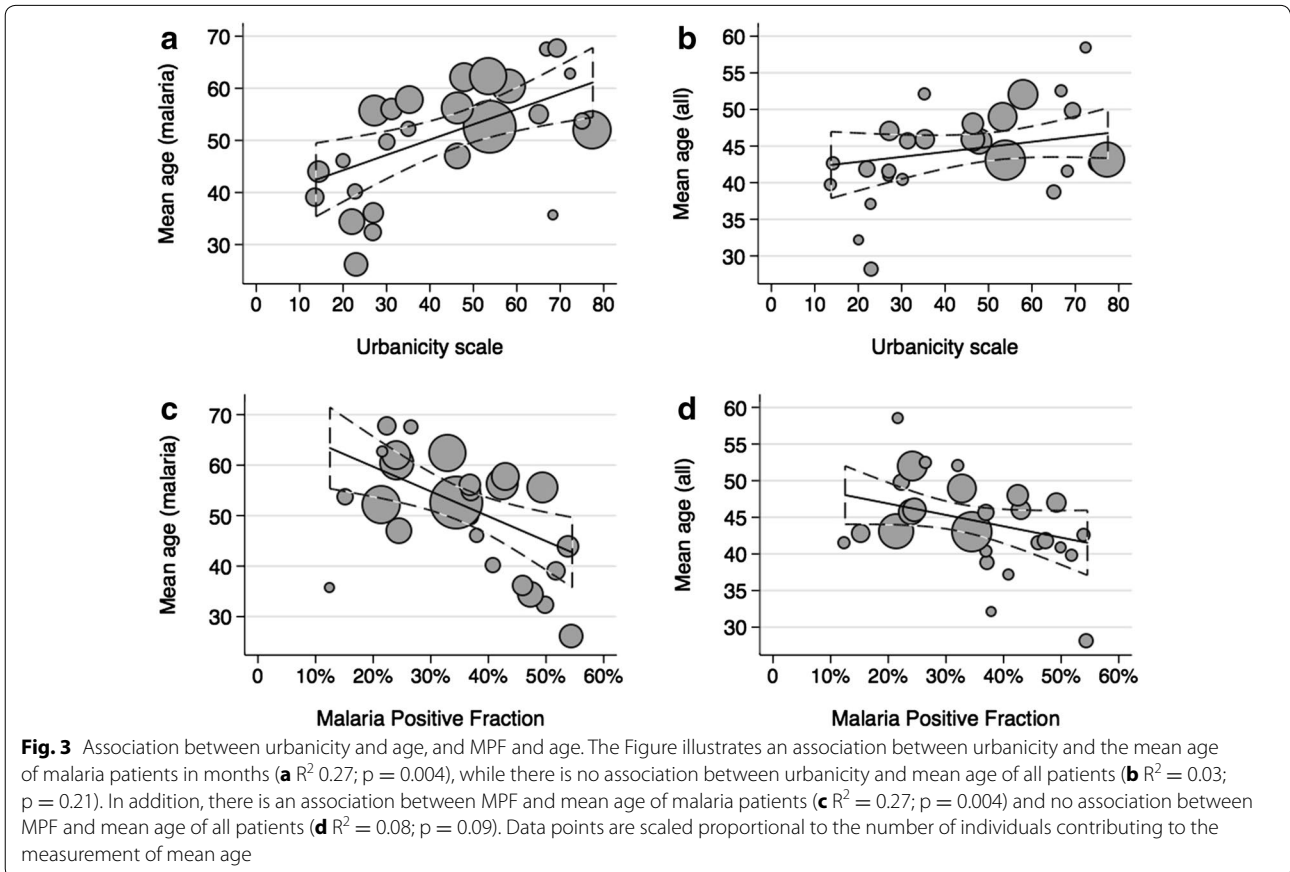 a
b
70
60
50
40
30
Mean age (malaria)
0 10 20 30 40 50 60 70 80
Urbanicity scale
60
55
50
45
40
35
30
Mean age (all)
0 10 20 30 40 50 60 70 80
Urbanicity scale
c
d
70
60
50
40
30
Mean age (malaria)
0 10% 20% 30% 40% 50% 60%
Malaria Positive Fraction
60
55
50
45
40
35
30
Mean age (all)
0 10% 20% 30% 40% 50% 60%
Malaria Positive Fraction
Fig. 3 Association between urbanicity and age, and MPF and age. The Figure illustrates an association between urbanicity and the mean age
of malaria patients in months (a R² 0.27; p = 0.004), while there is no association between urbanicity and mean age of all patients (b R² = 0.03;
p = 0.21). In addition, there is an association between MPF and mean age of malaria patients (c R² = 0.27; p = 0.004) and no association between
MPF and mean age of all patients (d R² = 0.08; p = 0.09). Data points are scaled proportional to the number of individuals contributing to the
measurement of mean age